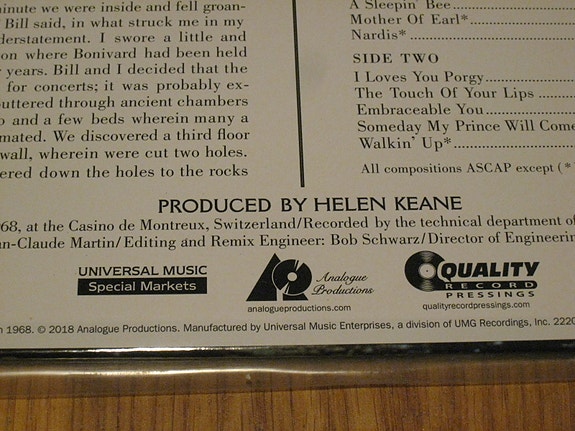 minute we were inside and fell groan-
Bill said, in what struck me in my
derstatement. I swore a little and
on where Bonivard had been held
years. Bill and I decided that the
for concerts; it was probably ex-
outtered through ancient chambers
o and a few beds wherein many a
mated. We discovered a third floor
wall, wherein were cut two holes.
ered down the holes to the rocks
A Sleepin' Bee
Mother Of Earl*
Nardis*
SIDE TWO
I Loves You Porgy
The Touch Of Your Lips
Embraceable You
Someday My Prince Will Come
Walkin' Up*
All compositions ASCAP except (*
PRODUCED BY HELEN KEANE
968, at the Casino de Montreux, Switzerland/Recorded by the technical department of
an-Claude Martin/Editing and Remix Engineer: Bob Schwarz/Director of Engineerin
UNIVERSAL MUSIC
Special Markets
AP
Analogue
Productions
analogueproductions.com
QUALITY
RECORD
PRESSINGS
qualityrecordpressings.com
n 1968. © 2018 Analogue Productions. Manufactured by Universal Music Enterprises, a division of UMG Recordings, Inc. 2220